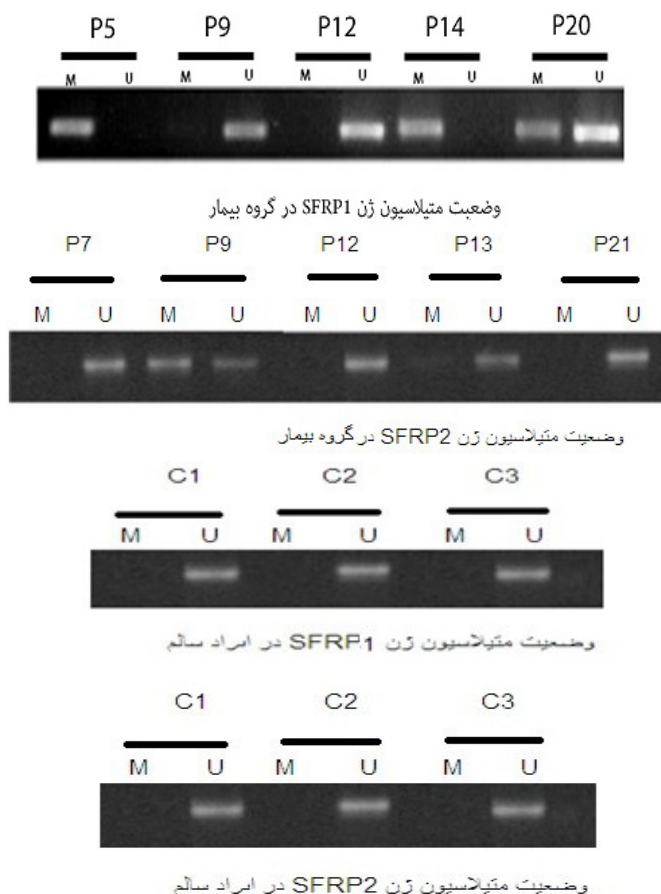 P5 P9 P12 P14 P20
M U M U M U M U M U
وضعیت متیلاسیون ژن SFRP1 در گروه بیمار
P7 P9 P12 P13 P21
M U M U M U M U M U
وضعیت متیلاسیون ژن SFRP2 در گروه بیمار
C1 C2 C3
M U M U M U
وضعیت متیلاسیون ژن SFRP1 در افراد سالم
C1 C2 C3
M U M U M U
وضعیت متیلاسیون ژن SFRP2 در افراد سالم